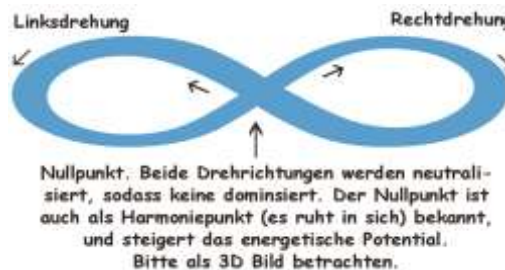 Linksdrehung
Rechtdrehung
Nullpunkt. Beide Drehrichtungen werden neutrali-
siert, sodass keine dominsiert. Der Nullpunkt ist
auch als Harmoniepunkt (es ruht in sich) bekannt,
und steigert das energetische Potential.
Bitte als 3D Bild betrachten.